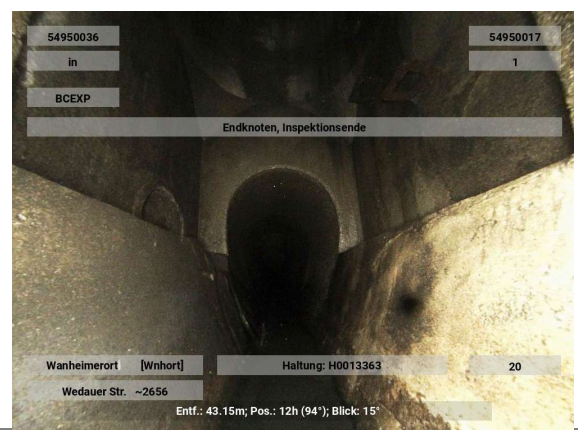 54950036 54950017
in 1
BCEXP
Endknoten, Inspektionsende
Wanheimerort [Wnhort] Haltung: H0013363 20
Wedauer Str. ~2656
Entf.: 43.15m; Pos.: 12h (94°); Blick: 15°